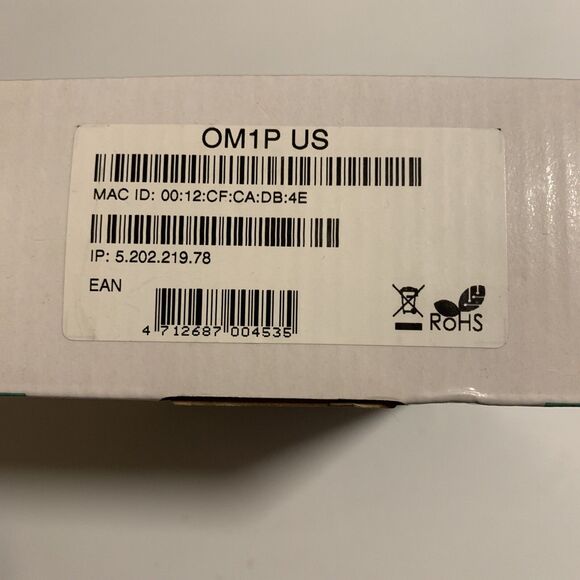 OM1P US
MAC ID: 00:12:CF:CA:DB:4E
IP: 5.202.219.78
EAN
4 712687 004535
RoHS